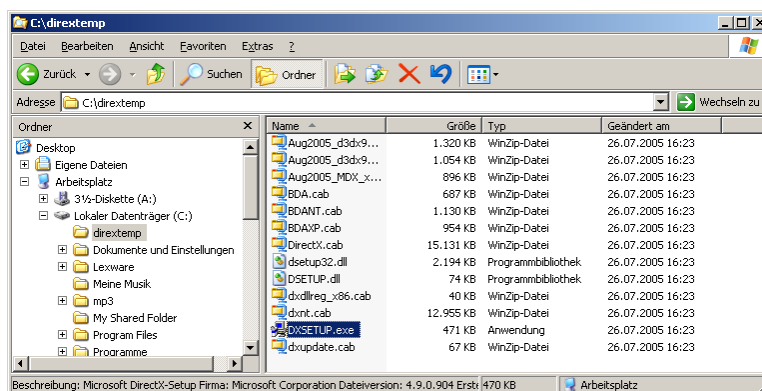 C:\dirextemp
Datei Bearbeiten Ansicht Favoriten Extras ?
Zurück Suchen Ordner
Adresse C:\dirextemp Wechseln zu
Ordner
Desktop
Eigene Dateien
Arbeitsplatz
3½-Diskette (A:)
Lokaler Datenträger (C:)
dirextemp
Dokumente und Einstellungen
Lexware
Meine Musik
mp3
My Shared Folder
Program Files
Programme
Name Größe Typ Geändert am
Aug2005_d3dx9... 1.320 KB WinZip-Datei 26.07.2005 16:23
Aug2005_d3dx9... 1.054 KB WinZip-Datei 26.07.2005 16:23
Aug2005_MDX_x... 896 KB WinZip-Datei 26.07.2005 16:23
BDA.cab 687 KB WinZip-Datei 26.07.2005 16:23
BDANT.cab 1.130 KB WinZip-Datei 26.07.2005 16:23
BDAXP.cab 954 KB WinZip-Datei 26.07.2005 16:23
DirectX.cab 15.131 KB WinZip-Datei 26.07.2005 16:23
dsetup32.dll 2.194 KB Programmbibliothek 26.07.2005 16:23
DSETUP.dll 74 KB Programmbibliothek 26.07.2005 16:23
dxdllreg_x86.cab 40 KB WinZip-Datei 26.07.2005 16:23
dxnt.cab 12.955 KB WinZip-Datei 26.07.2005 16:23
DXSETUP.exe 471 KB Anwendung 26.07.2005 16:23
dxupdate.cab 67 KB WinZip-Datei 26.07.2005 16:23
Beschreibung: Microsoft DirectX-Setup Firma: Microsoft Corporation Dateiversion: 4.9.0.904 Erste 470 KB Arbeitsplatz